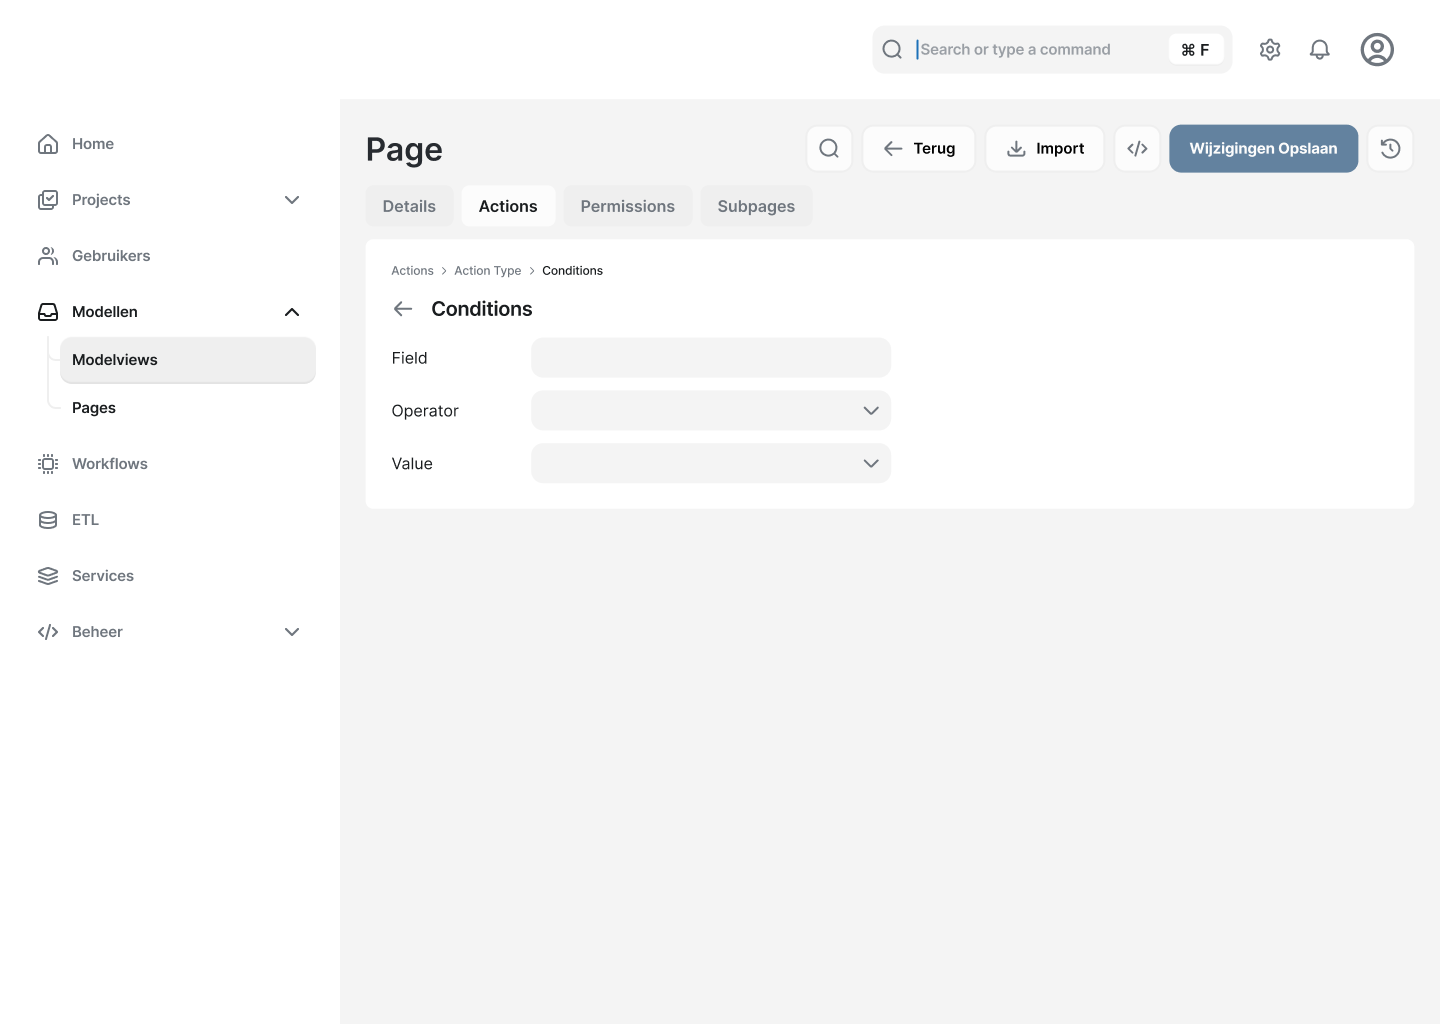 Search or type a command
⌘ F
Home
Projects
Gebruikers
Modellen
Modelviews
Pages
Workflows
ETL
Services
Beheer
Page
Terug
Import
Wijzigingen Opslaan
Details
Actions
Permissions
Subpages
Actions > Action Type > Conditions
Conditions
Field
Operator
Value